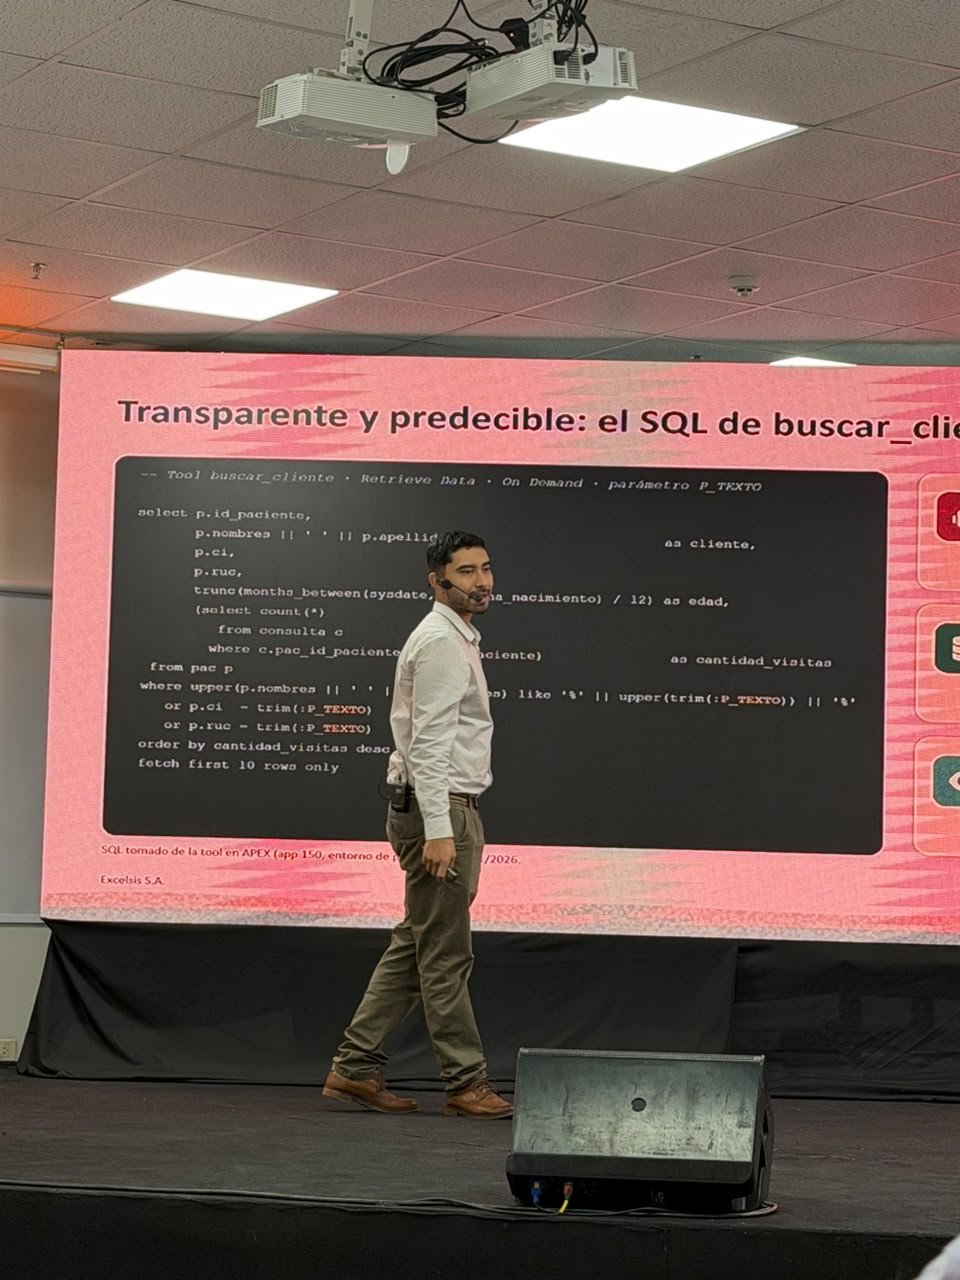 Transparente y predecible: el SQL de buscar_clie
-- Tool buscar_cliente · Retrieve Data · On Demand · parámetro P_TEXTO
select p.id_paciente,
p.nombres || ' ' || p.apellid as cliente,
p.ci,
p.ruc,
trunc(months_between(sysdate, na_nacimiento) / 12) as edad,
(select count(*)
from consulta c
where c.pac_id_paciente aciente) as cantidad_visitas
from pac p
where upper(p.nombres || ' ' | os) like '%' || upper(trim(:P_TEXTO)) || '%'
or p.ci = trim(:P_TEXTO)
or p.ruc = trim(:P_TEXTO)
order by cantidad_visitas desc
fetch first 10 rows only
SQL tomado de la tool en APEX (app 150, entorno de /2026.
Excelsis S.A.